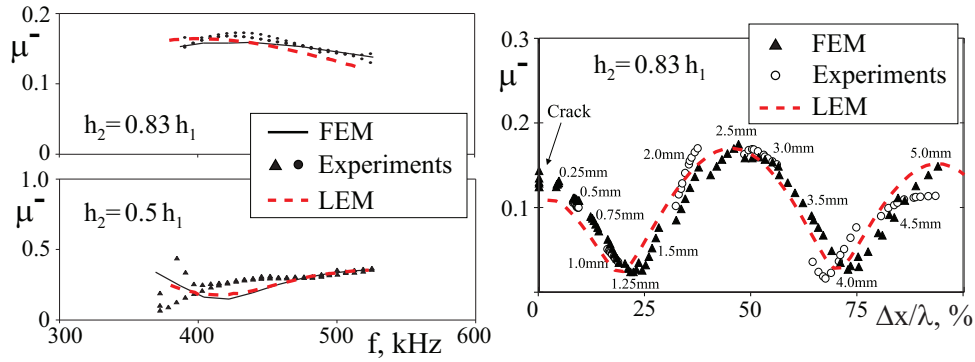 0.2
μ⁻
0.1
h₂= 0.83 h₁
0
FEM
Experiments
LEM
1.0
μ⁻
h₂= 0.5 h₁
0.5
0
300
400
500
600
f, kHz
0.3
μ⁻
h₂= 0.83 h₁
FEM
Experiments
LEM
Crack
0.2
2.5mm
2.0mm
3.0mm
5.0mm
0.25mm
0.5mm
0.1
0.75mm
3.5mm
4.5mm
1.5mm
1.0mm
1.25mm
4.0mm
0
0
25
50
75
Δx/λ, %